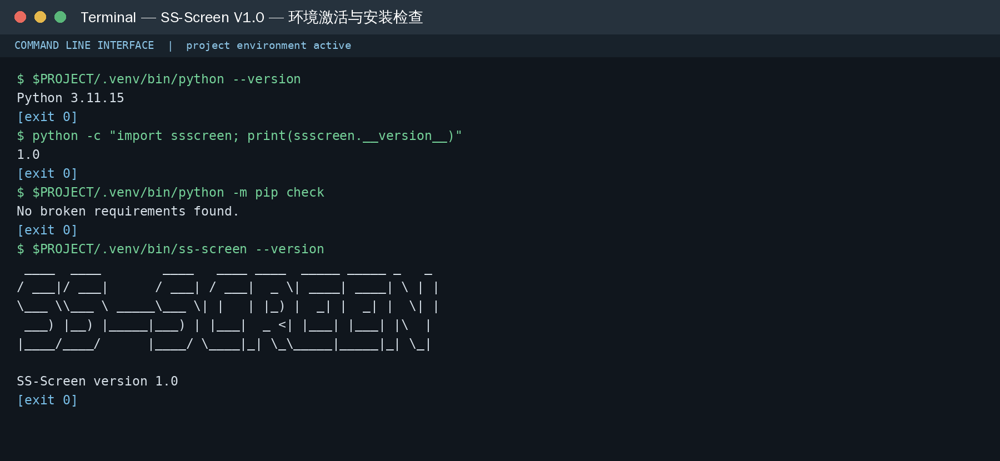 Terminal — SS-Screen V1.0 — 环境激活与安装检查
COMMAND LINE INTERFACE  |  project environment active
$ $PROJECT/.venv/bin/python --version
Python 3.11.15
[exit 0]
$ python -c "import ssscreen; print(ssscreen.__version__)"
1.0
[exit 0]
$ $PROJECT/.venv/bin/python -m pip check
No broken requirements found.
[exit 0]
$ $PROJECT/.venv/bin/ss-screen --version
 ____  ____        ____   ____ ____  _____ _____ _   _
/ ___|/ ___|      / ___| / ___|  _ \| ____| ____| \ | |
\___ \\___ \ _____\___ \| |   | |_) |  _| |  _| |  \| |
 ___) |__) |_____|___) | |___|  _ <| |___| |___| |\  |
|____/____/      |____/ \____|_| \_\_____|_____|_| \_|
SS-Screen version 1.0
[exit 0]